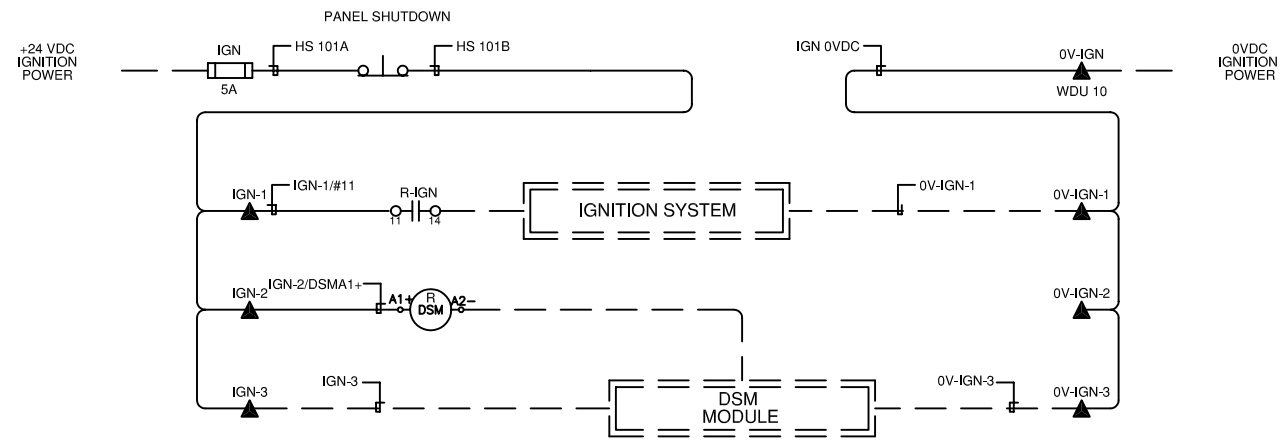 PANEL SHUTDOWN
+24 VDC
IGNITION
POWER
IGN
5A
HS 101A
HS 101B
IGN 0VDC
0V-IGN
WDU 10
0VDC
IGNITION
POWER
IGN-1
IGN-1/#11
R-IGN
11
14
IGNITION SYSTEM
0V-IGN-1
0V-IGN-1
IGN-2
IGN-2/DSMA1+
A1+
R
DSM
A2-
0V-IGN-2
IGN-3
IGN-3
DSM
MODULE
0V-IGN-3
0V-IGN-3